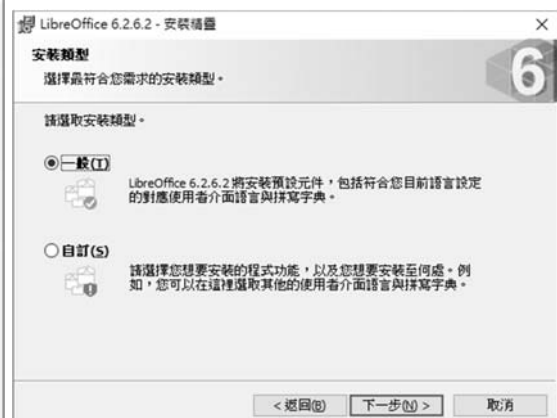 LibreOffice 6.2.6.2 - 安裝精靈
安裝類型
選擇最符合您需求的安裝類型。
6
請選取安裝類型。
一般(T)
LibreOffice 6.2.6.2 將安裝預設元件，包括符合您目前語言設定
的對應使用者介面語言與拼寫字典。
自訂(S)
請選擇您想要安裝的程式功能，以及您想要安裝至何處。例
如，您可以在這裡選取其他的使用者介面語言與拼寫字典。
< 返回(B) 下一步(N) > 取消